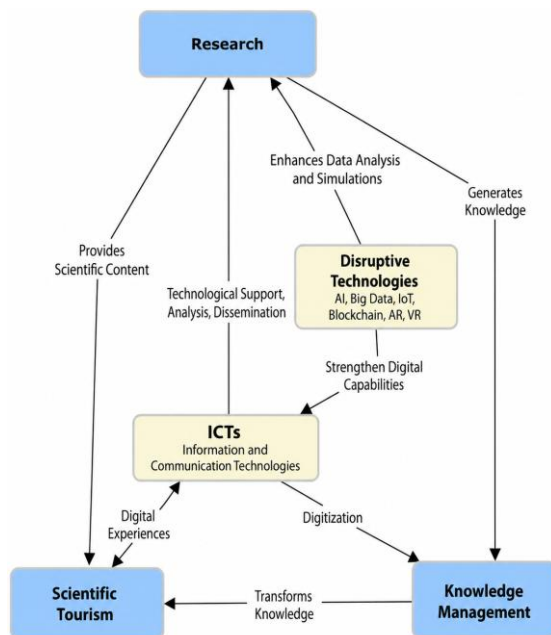 Research
Enhances Data Analysis
and Simulations
Generates
Knowledge
Provides
Scientific Content
Disruptive
Technologies
AI, Big Data, IoT,
Blockchain, AR, VR
Technological Support,
Analysis, Dissemination
Strengthen Digital
Capabilities
ICTs
Information and
Communication Technologies
Digital
Experiences
Digitization
Scientific
Tourism
Transforms
Knowledge
Knowledge
Management